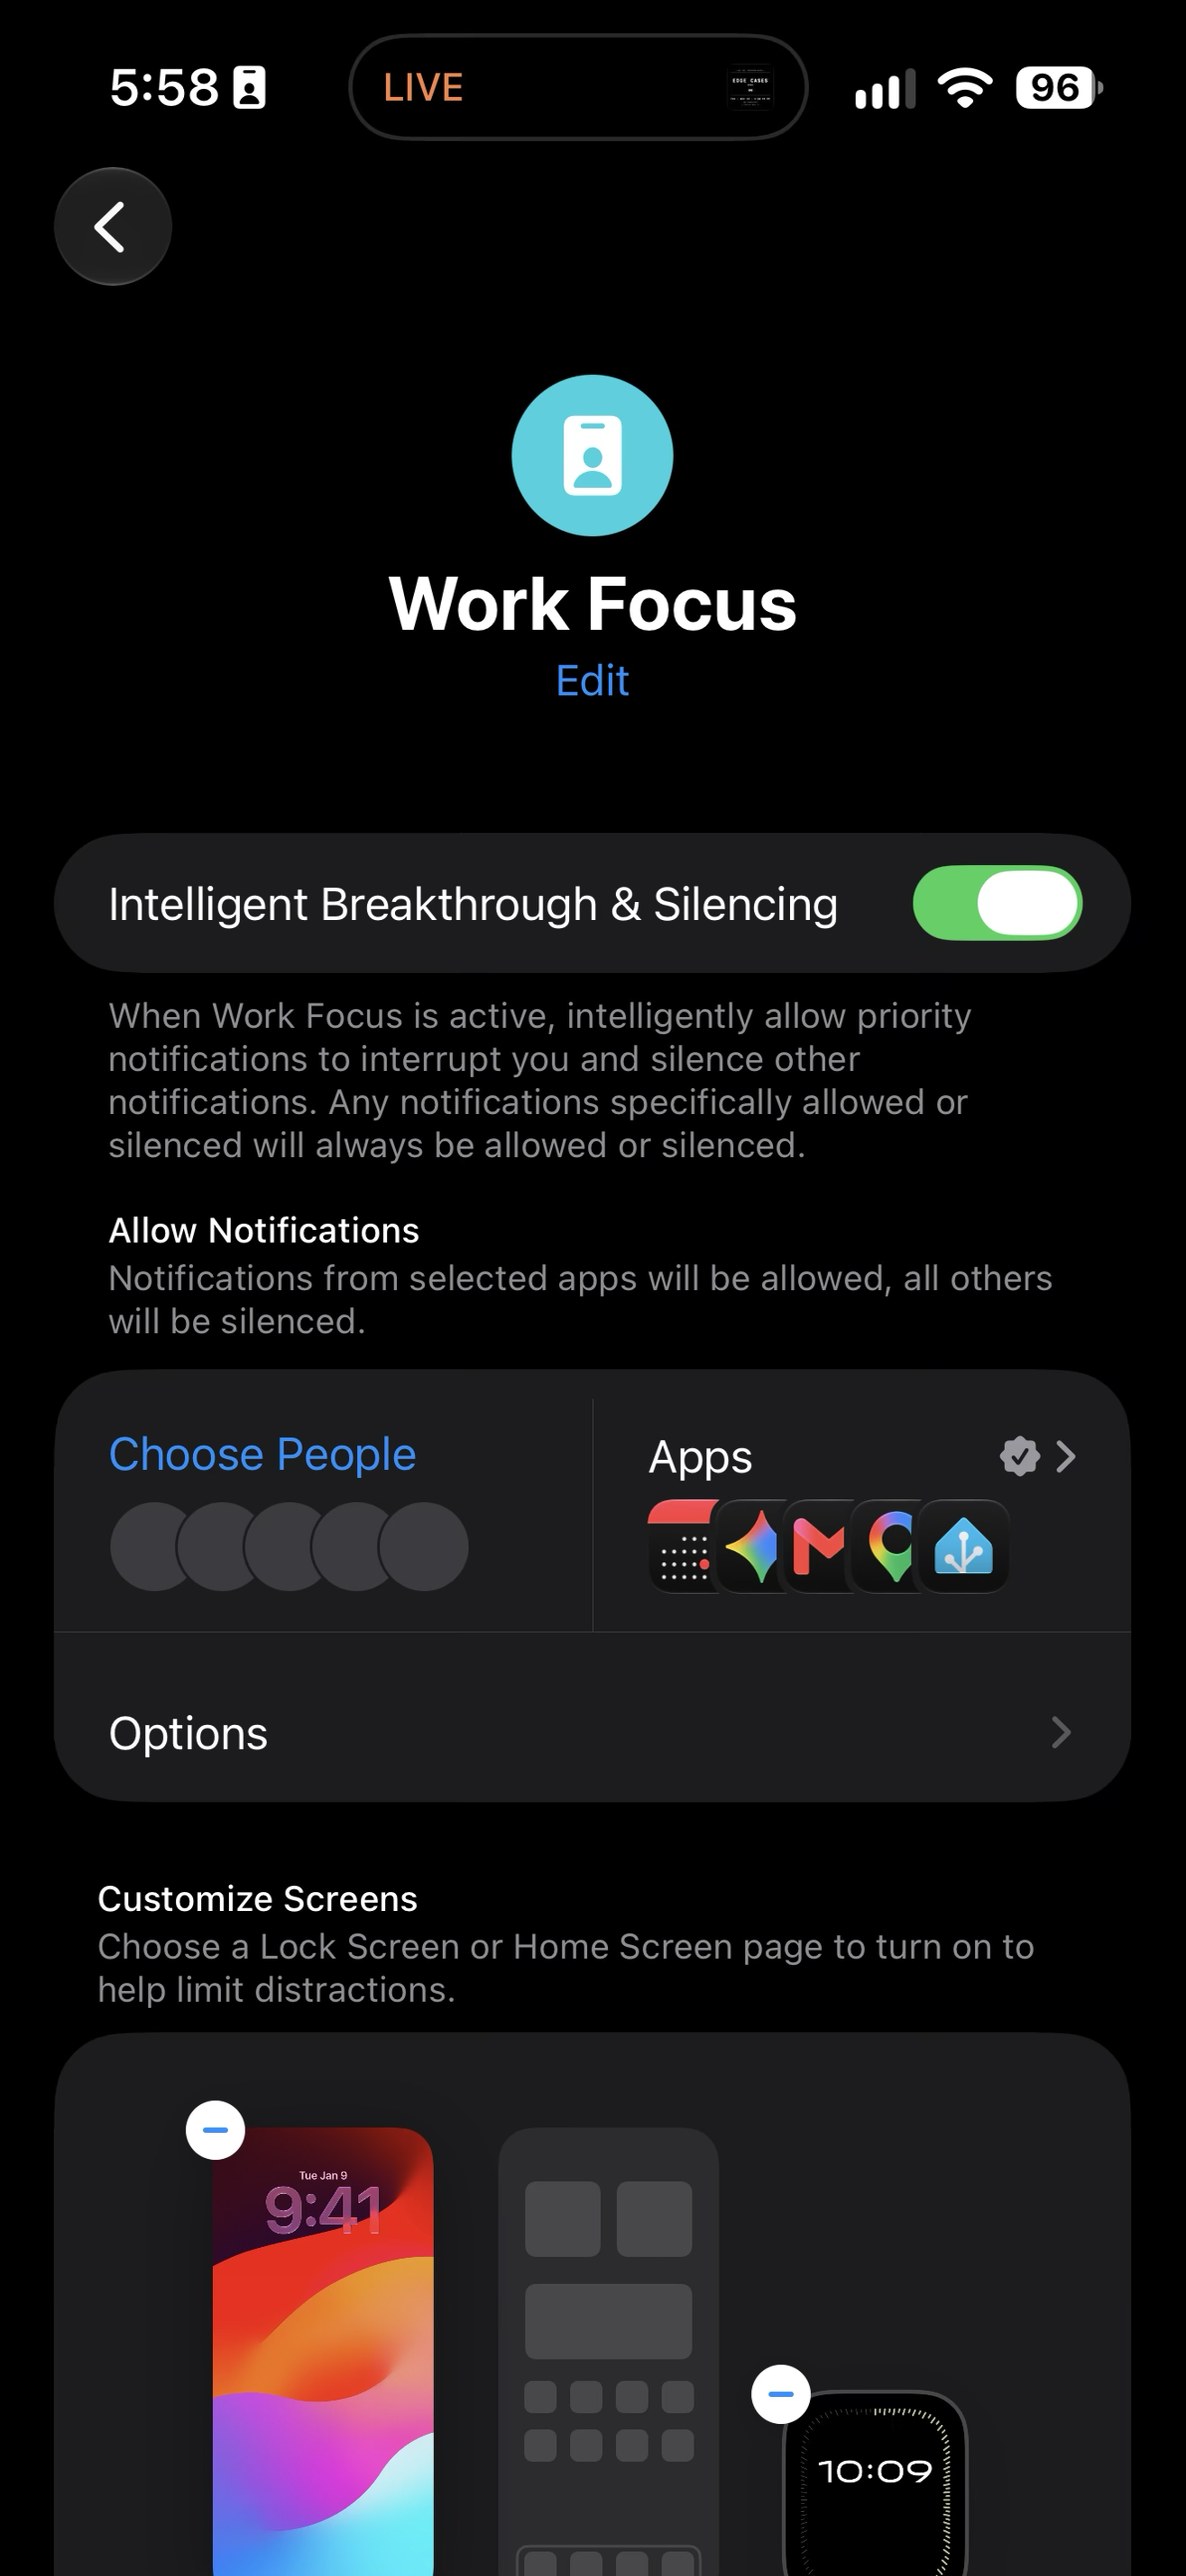 5:58
LIVE
EDGE CASES
96
Work Focus
Edit
Intelligent Breakthrough & Silencing
When Work Focus is active, intelligently allow priority
notifications to interrupt you and silence other
notifications. Any notifications specifically allowed or
silenced will always be allowed or silenced.
Allow Notifications
Notifications from selected apps will be allowed, all others
will be silenced.
Choose People
Apps
Options
Customize Screens
Choose a Lock Screen or Home Screen page to turn on to
help limit distractions.
Tue Jan 9
9:41
10:09